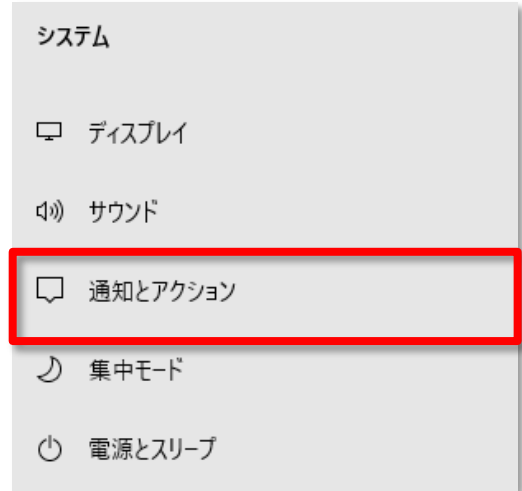 システム
ディスプレイ
サウンド
通知とアクション
集中モード
電源とスリープ